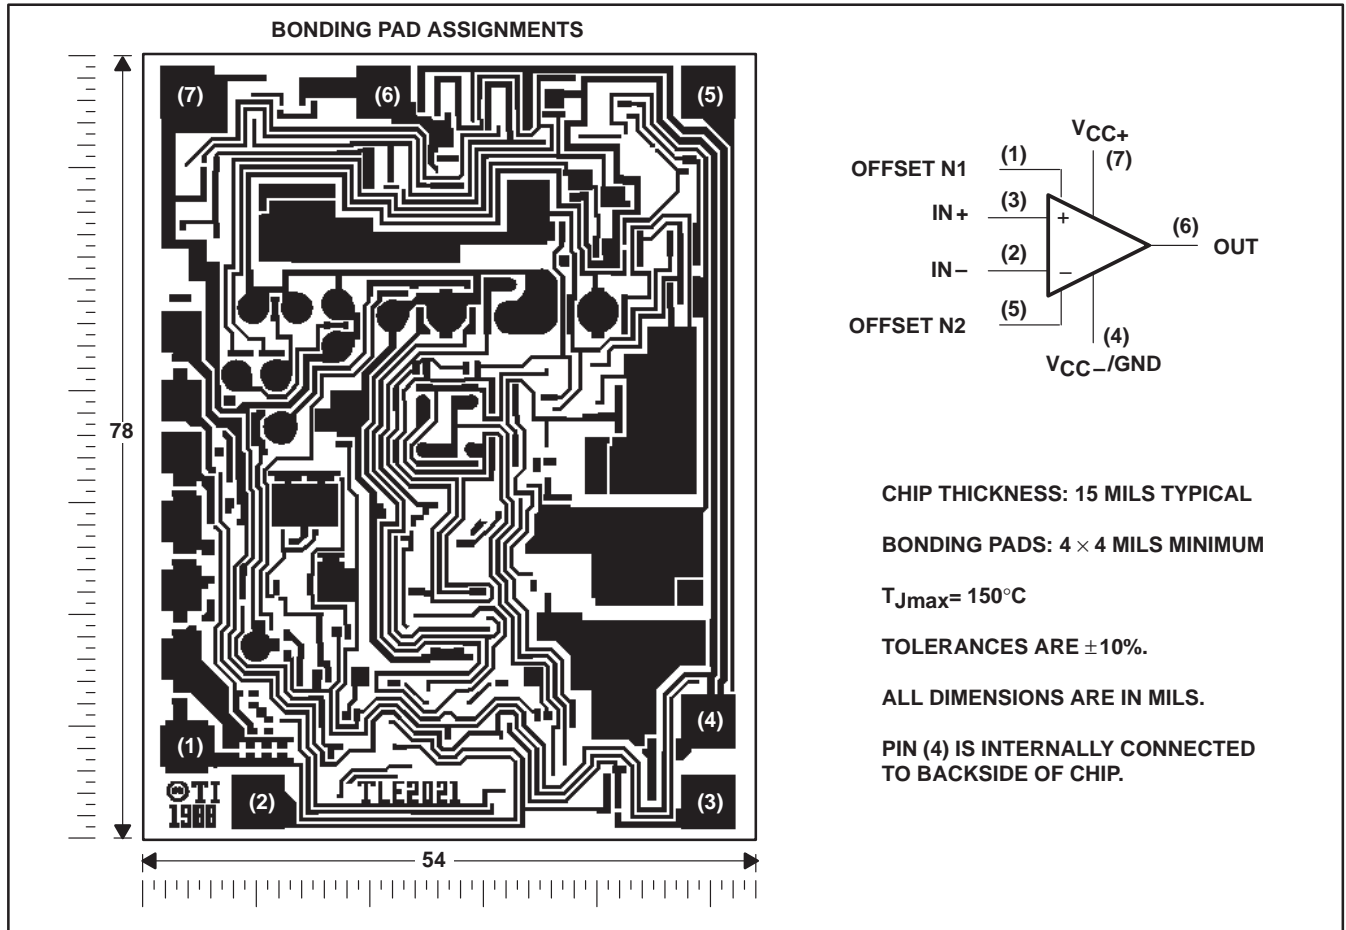 BONDING PAD ASSIGNMENTS
(7)
(6)
(5)
78
(4)
(1)
(2)
(3)
©TI
1988
TLE2021
54
VCC+
(7)
OFFSET N1
(1)
IN+
(3)
+
(6)
OUT
IN−
(2)
−
OFFSET N2
(5)
(4)
VCC−/GND
CHIP THICKNESS: 15 MILS TYPICAL
BONDING PADS: 4 × 4 MILS MINIMUM
TJmax= 150°C
TOLERANCES ARE ±10%.
ALL DIMENSIONS ARE IN MILS.
PIN (4) IS INTERNALLY CONNECTED
TO BACKSIDE OF CHIP.